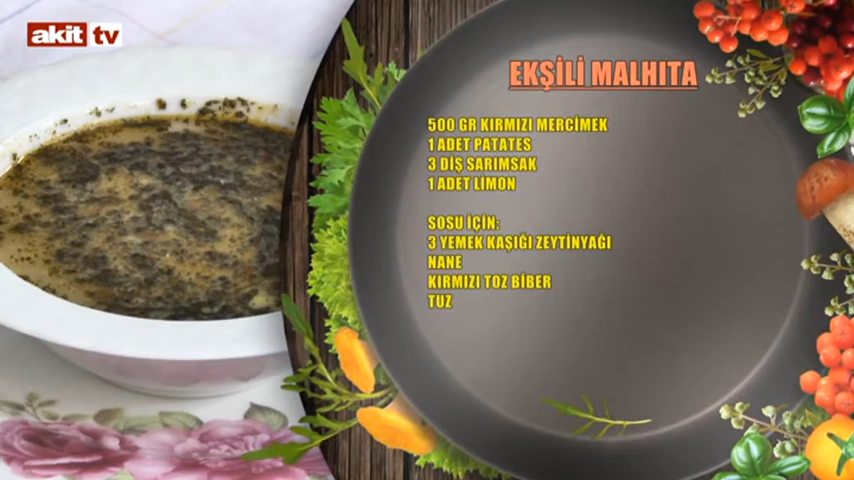 akit tv
EKŞİLİ MALHITA
500 GR KIRMIZI MERCİMEK
1 ADET PATATES
3 DİŞ SARIMSAK
1 ADET LİMON
SOSU İÇİN:
3 YEMEK KAŞIĞI ZEYTİNYAĞI
NANE
KIRMIZI TOZ BİBER
TUZ